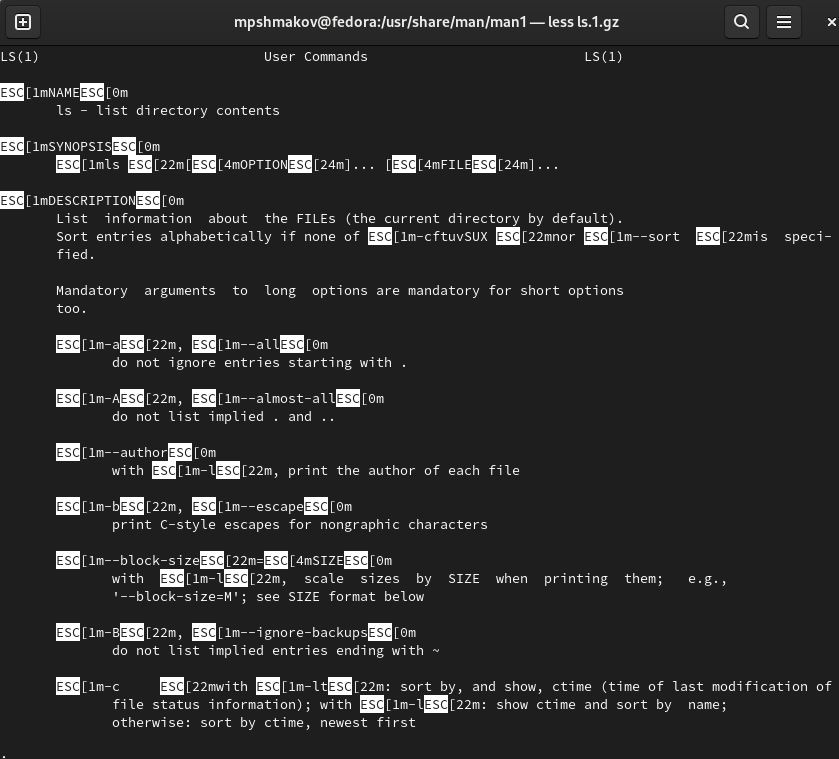 mpshmakov@fedora:/usr/share/man/man1 — less ls.1.gz
LS(1)                            User Commands                           LS(1)
ESC[1mNAMEESC[0m
       ls - list directory contents
ESC[1mSYNOPSISESC[0m
       ESC[1mls ESC[22m[ESC[4mOPTIONESC[24m]... [ESC[4mFILEESC[24m]...
ESC[1mDESCRIPTIONESC[0m
       List  information  about  the FILEs (the current directory by default).
       Sort entries alphabetically if none of ESC[1m-cftuvSUX ESC[22mnor ESC[1m--sort  ESC[22mis  speci-
       fied.
       Mandatory  arguments  to  long  options are mandatory for short options
       too.
       ESC[1m-aESC[22m, ESC[1m--allESC[0m
              do not ignore entries starting with .
       ESC[1m-AESC[22m, ESC[1m--almost-allESC[0m
              do not list implied . and ..
       ESC[1m--authorESC[0m
              with ESC[1m-lESC[22m, print the author of each file
       ESC[1m-bESC[22m, ESC[1m--escapeESC[0m
              print C-style escapes for nongraphic characters
       ESC[1m--block-sizeESC[22m=ESC[4mSIZEESC[0m
              with  ESC[1m-lESC[22m,  scale  sizes  by  SIZE  when  printing  them;   e.g.,
              '--block-size=M'; see SIZE format below
       ESC[1m-BESC[22m, ESC[1m--ignore-backupsESC[0m
              do not list implied entries ending with ~
       ESC[1m-c     ESC[22mwith ESC[1m-ltESC[22m: sort by, and show, ctime (time of last modification of
              file status information); with ESC[1m-lESC[22m: show ctime and sort by  name;
              otherwise: sort by ctime, newest first